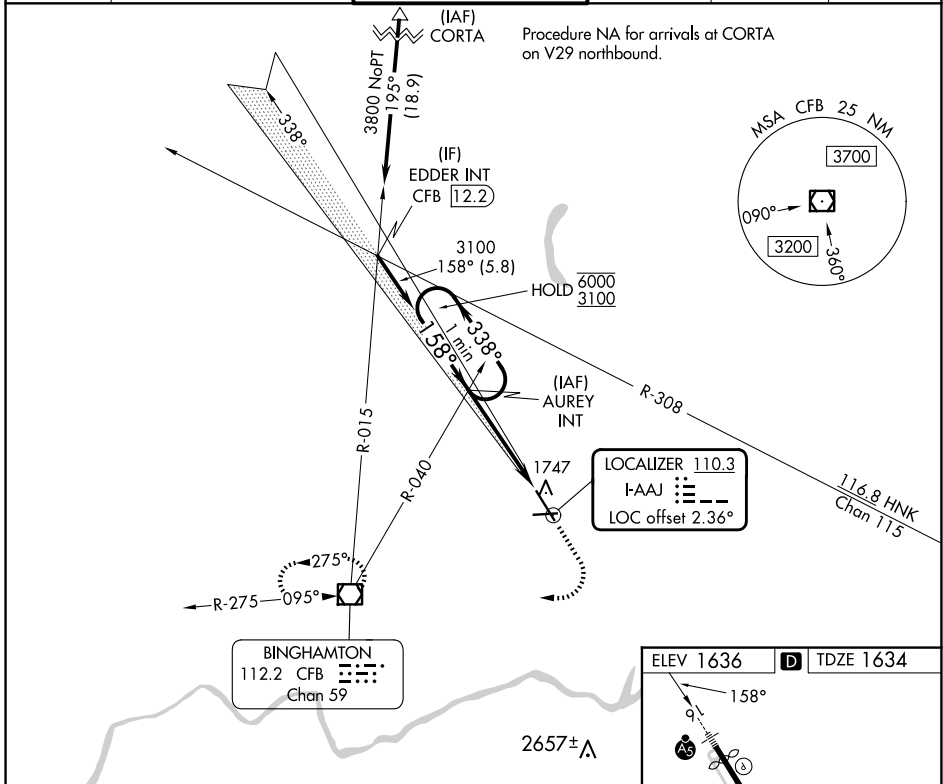 (IAF)
CORTA
Procedure NA for arrivals at CORTA
on V29 northbound.
3800 NoPT
195°
(18.9)
338°
(IF)
EDDER INT
CFB 12.2
MSA CFB 25 NM
3700
090°
3200
360°
3100
158° (5.8)
HOLD 6000
3100
338°
1 min
158°
(IAF)
AUREY
INT
R-308
R-015
R-040
1747
LOCALIZER 110.3
I-AAJ
LOC offset 2.36°
116.8 HNK
Chan 115
275°
R-275
095°
BINGHAMTON
112.2 CFB
Chan 59
ELEV 1636
D
TDZE 1634
158°
16
A5
P
2657±